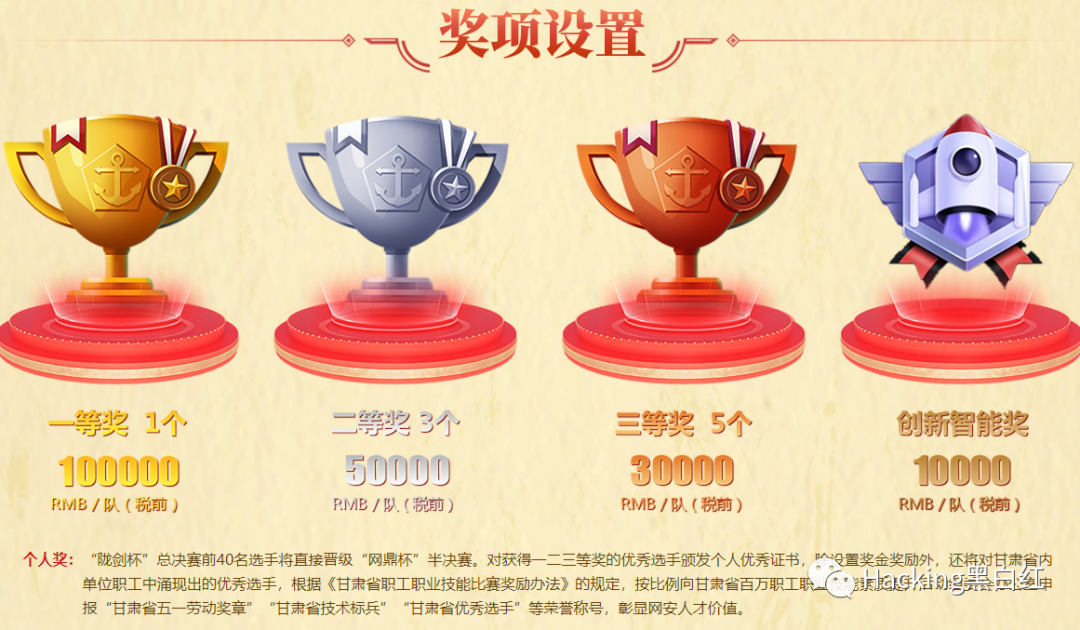 奖项设置
一等奖 1个
二等奖 3个
三等奖 5个
创新智能奖
100000
50000
30000
10000
RMB / 队（税前）
RMB / 队（税前）
RMB / 队（税前）
RMB / 队（税前）
个人奖：“陇剑杯”总决赛前40名选手将直接晋级“网鼎杯”半决赛。对获得一二三等奖的优秀选手颁发个人优秀证书，除设置奖金奖励外，还将对甘肃省内
单位职工中涌现出的优秀选手，根据《甘肃省职工职业技能比赛奖励办法》的规定，按比例向甘肃省百万职工职业
报“甘肃省五一劳动奖章”“甘肃省技术标兵”“甘肃省优秀选手”等荣誉称号，彰显网安人才价值。
Hacking黑白红